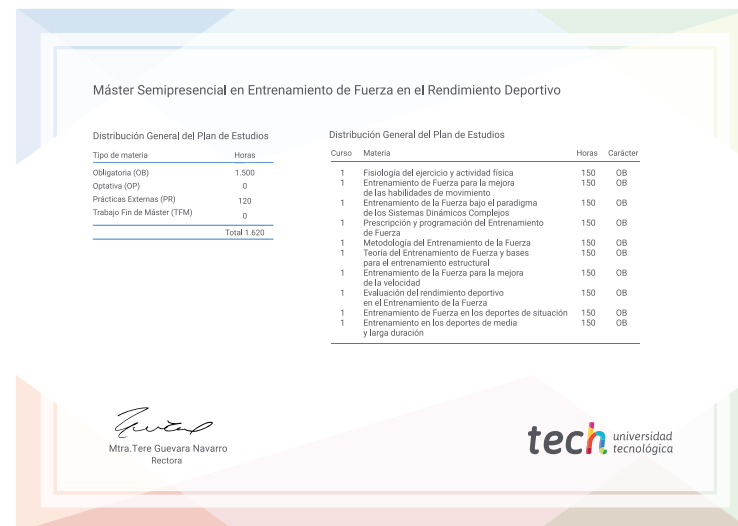 Máster Semipresencial en Entrenamiento de Fuerza en el Rendimiento Deportivo
Distribución General del Plan de Estudios
Tipo de materia Horas
Obligatoria (OB) 1.500
Optativa (OP) 0
Prácticas Externas (PR) 120
Trabajo Fin de Máster (TFM) 0
Total 1.620
Distribución General del Plan de Estudios
Curso Materia Horas Carácter
1 Fisiología del ejercicio y actividad física 150 OB
1 Entrenamiento de Fuerza para la mejora 150 OB
de las habilidades de movimiento
1 Entrenamiento de la Fuerza bajo el paradigma 150 OB
de los Sistemas Dinámicos Complejos
1 Prescripción y programación del Entrenamiento 150 OB
de Fuerza
1 Metodología del Entrenamiento de la Fuerza 150 OB
1 Teoría del Entrenamiento de Fuerza y bases 150 OB
para el entrenamiento estructural
1 Entrenamiento de la Fuerza para la mejora 150 OB
de la velocidad
1 Evaluación del rendimiento deportivo 150 OB
en el Entrenamiento de la Fuerza
1 Entrenamiento de Fuerza en los deportes de situación 150 OB
1 Entrenamiento en los deportes de media 150 OB
y larga duración
Mtra.Tere Guevara Navarro
Rectora
tech universidad
tecnológica